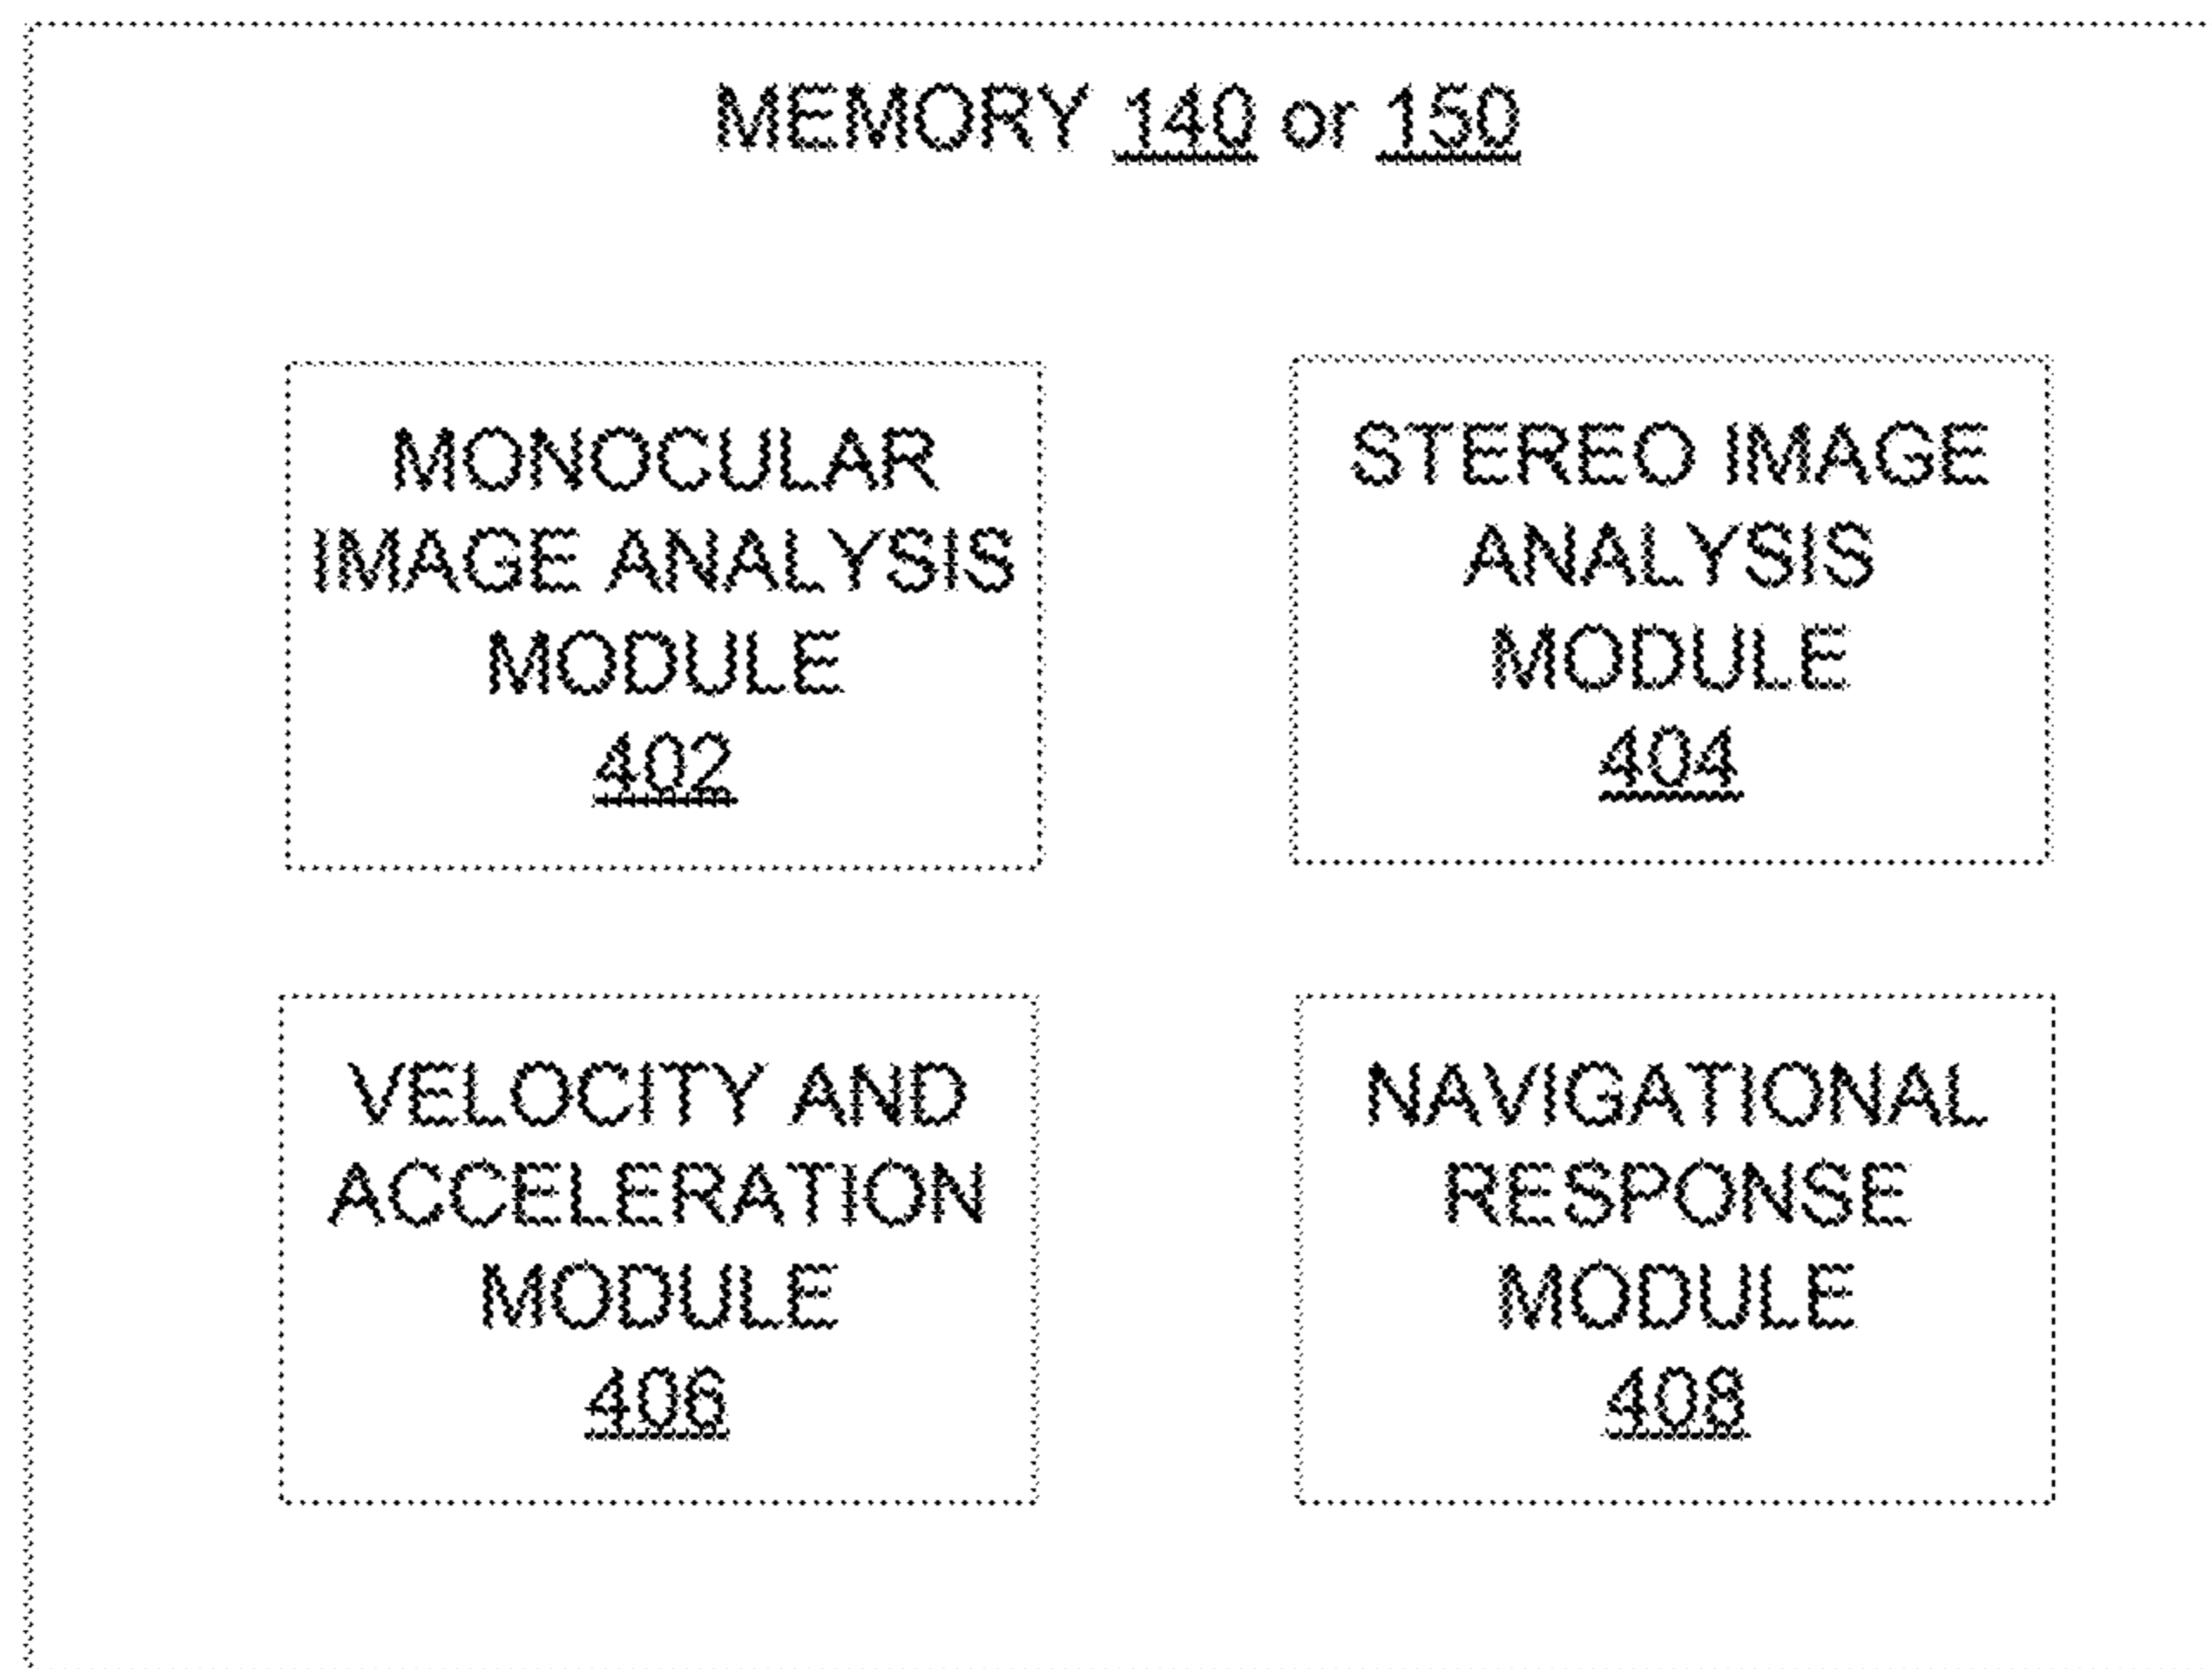 MEMORY 140 or 150
MONOCULAR
IMAGE ANALYSIS
MODULE
402
STEREO IMAGE
ANALYSIS
MODULE
404
VELOCITY AND
ACCELERATION
MODULE
406
NAVIGATIONAL
RESPONSE
MODULE
408